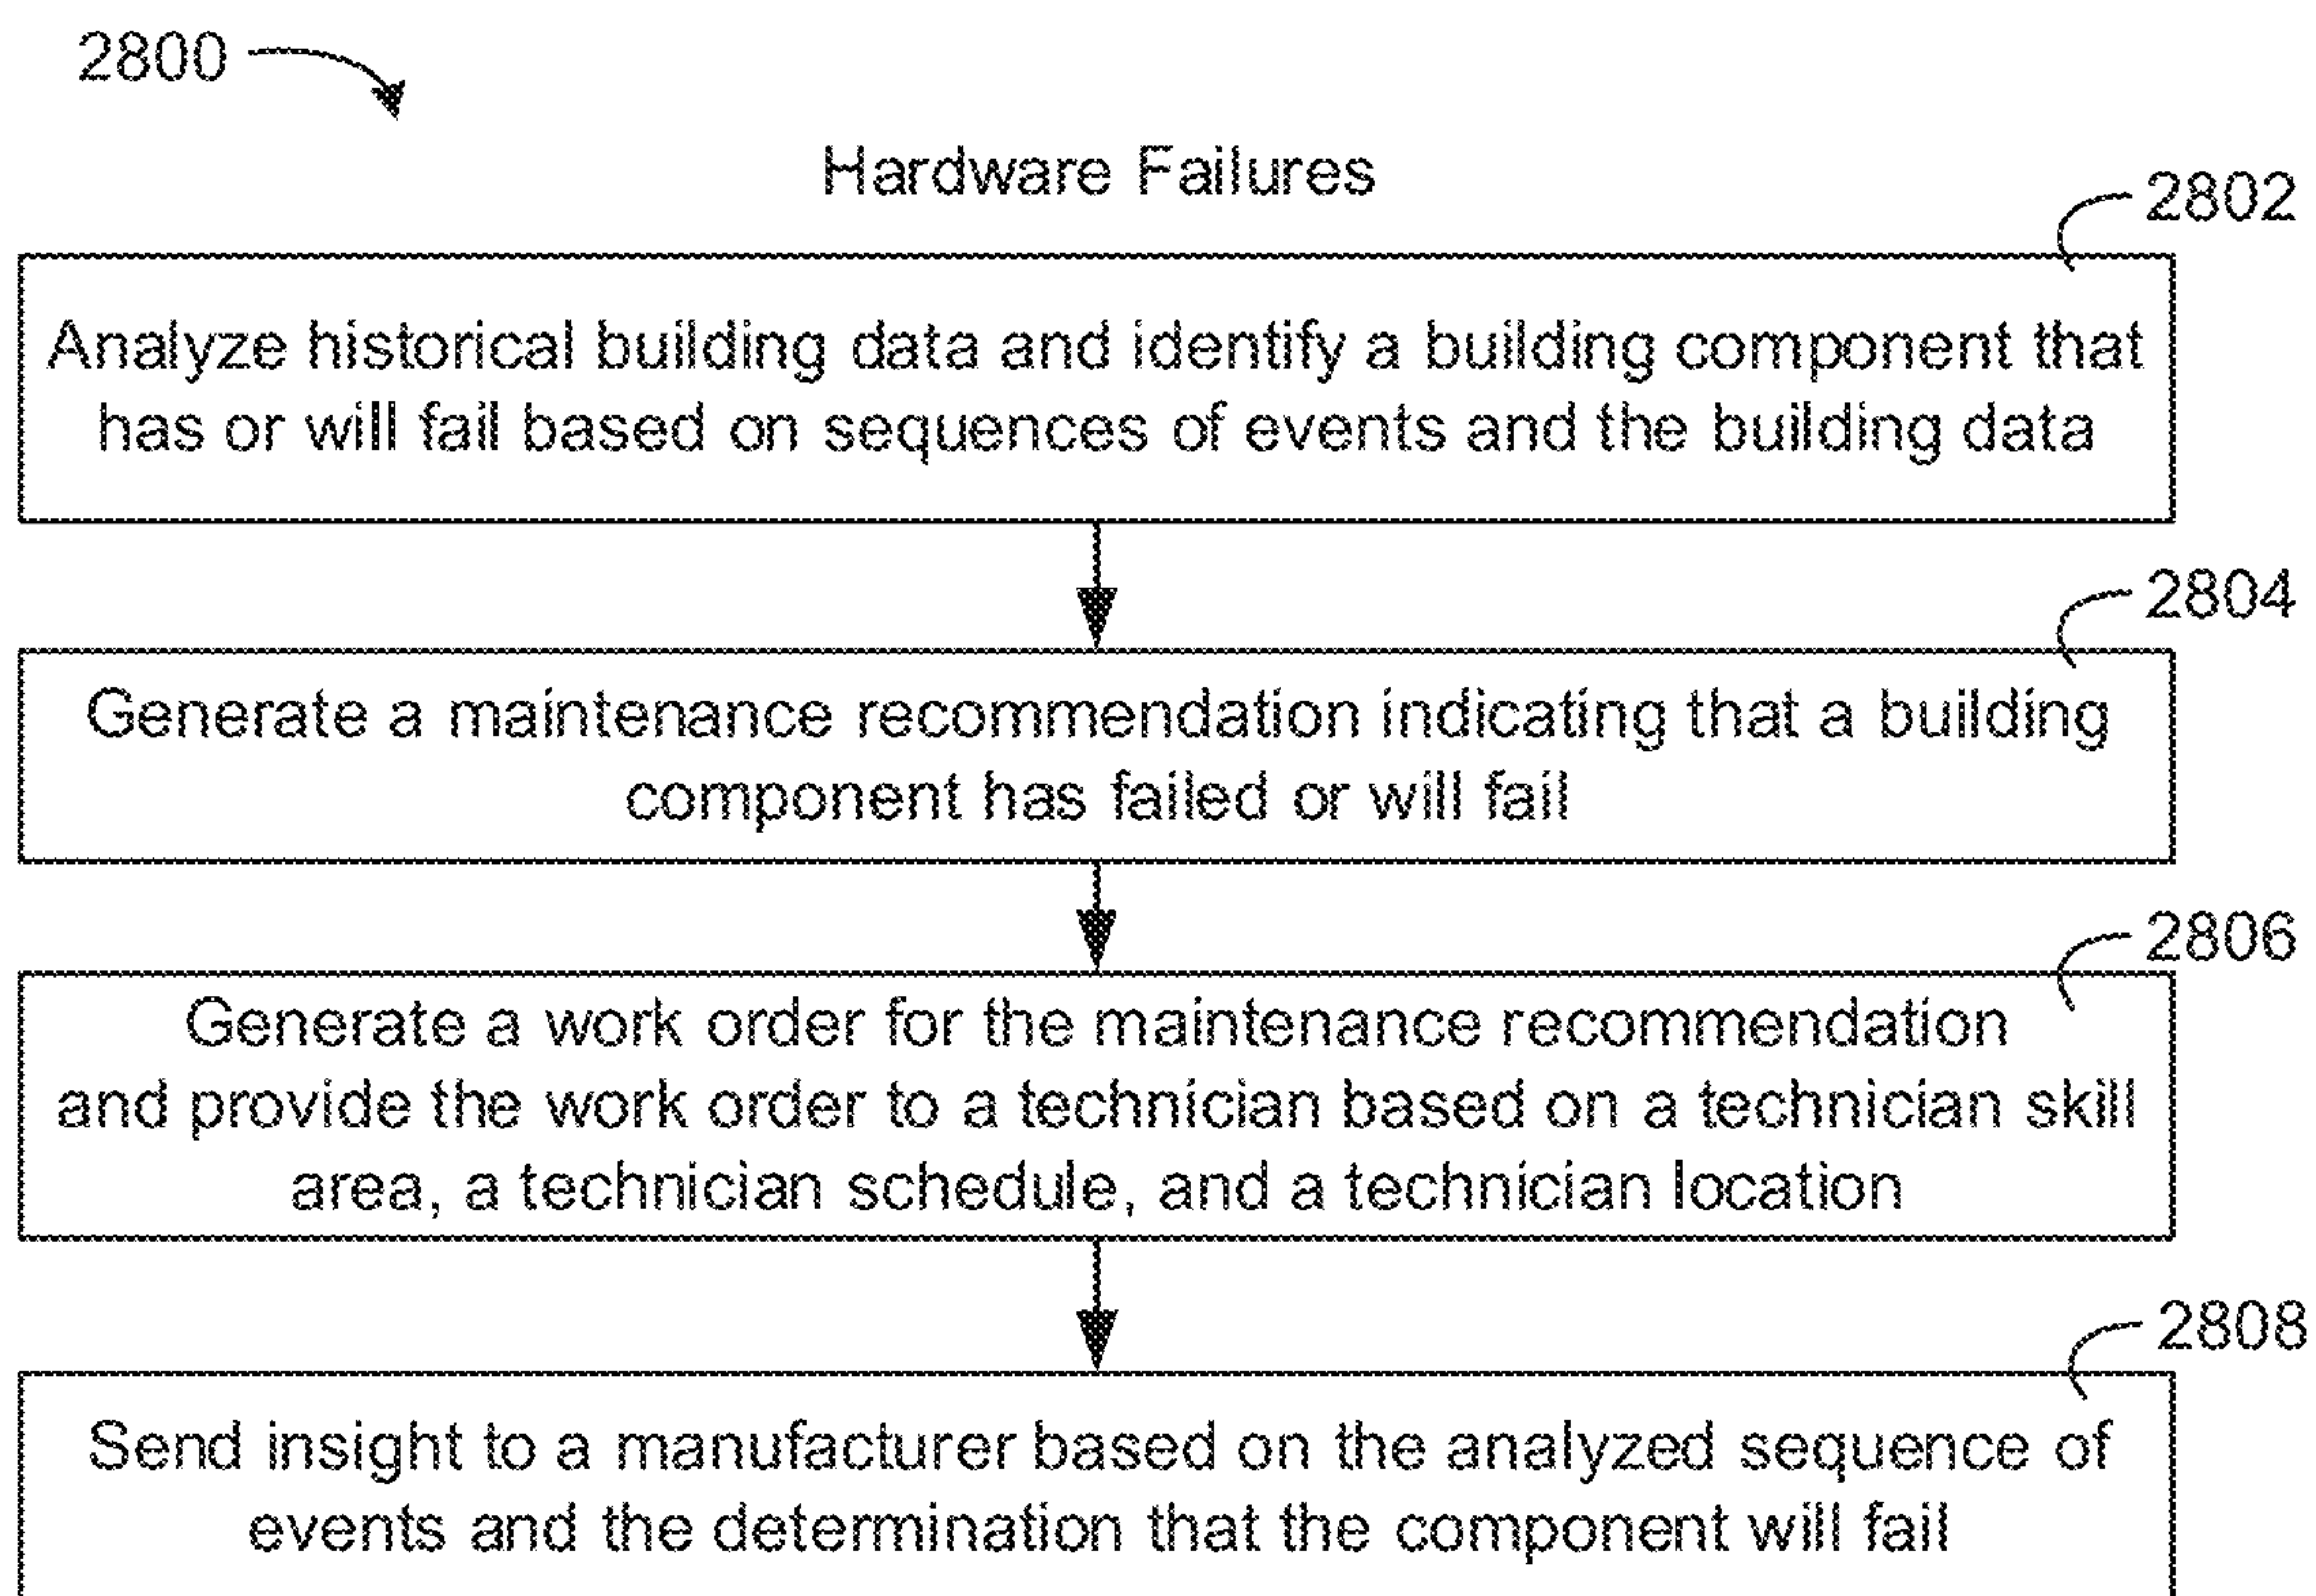 2800
Hardware Failures
2802
Analyze historical building data and identify a building component that
has or will fail based on sequences of events and the building data
2804
Generate a maintenance recommendation indicating that a building
component has failed or will fail
2806
Generate a work order for the maintenance recommendation
and provide the work order to a technician based on a technician skill
area, a technician schedule, and a technician location
2808
Send insight to a manufacturer based on the analyzed sequence of
events and the determination that the component will fail